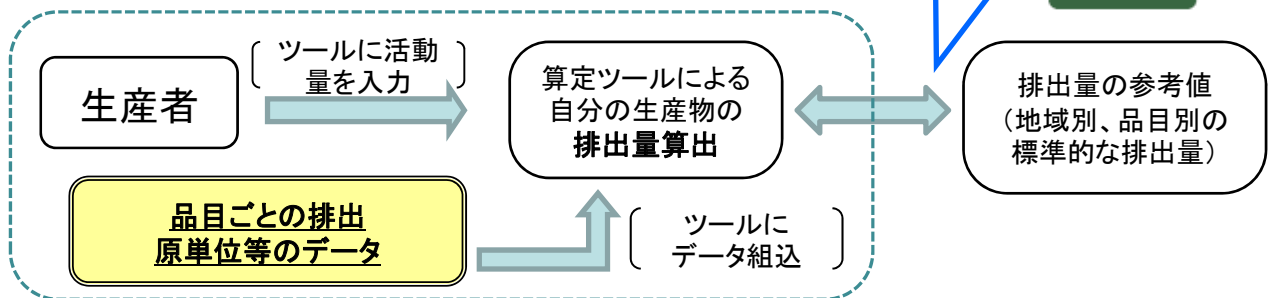 ツールに活動
量を入力
生産者
算定ツールによる
自分の生産物の
排出量算出
排出量の参考値
（地域別、品目別の
標準的な排出量）
品目ごとの排出
原単位等のデータ
ツールに
データ組込